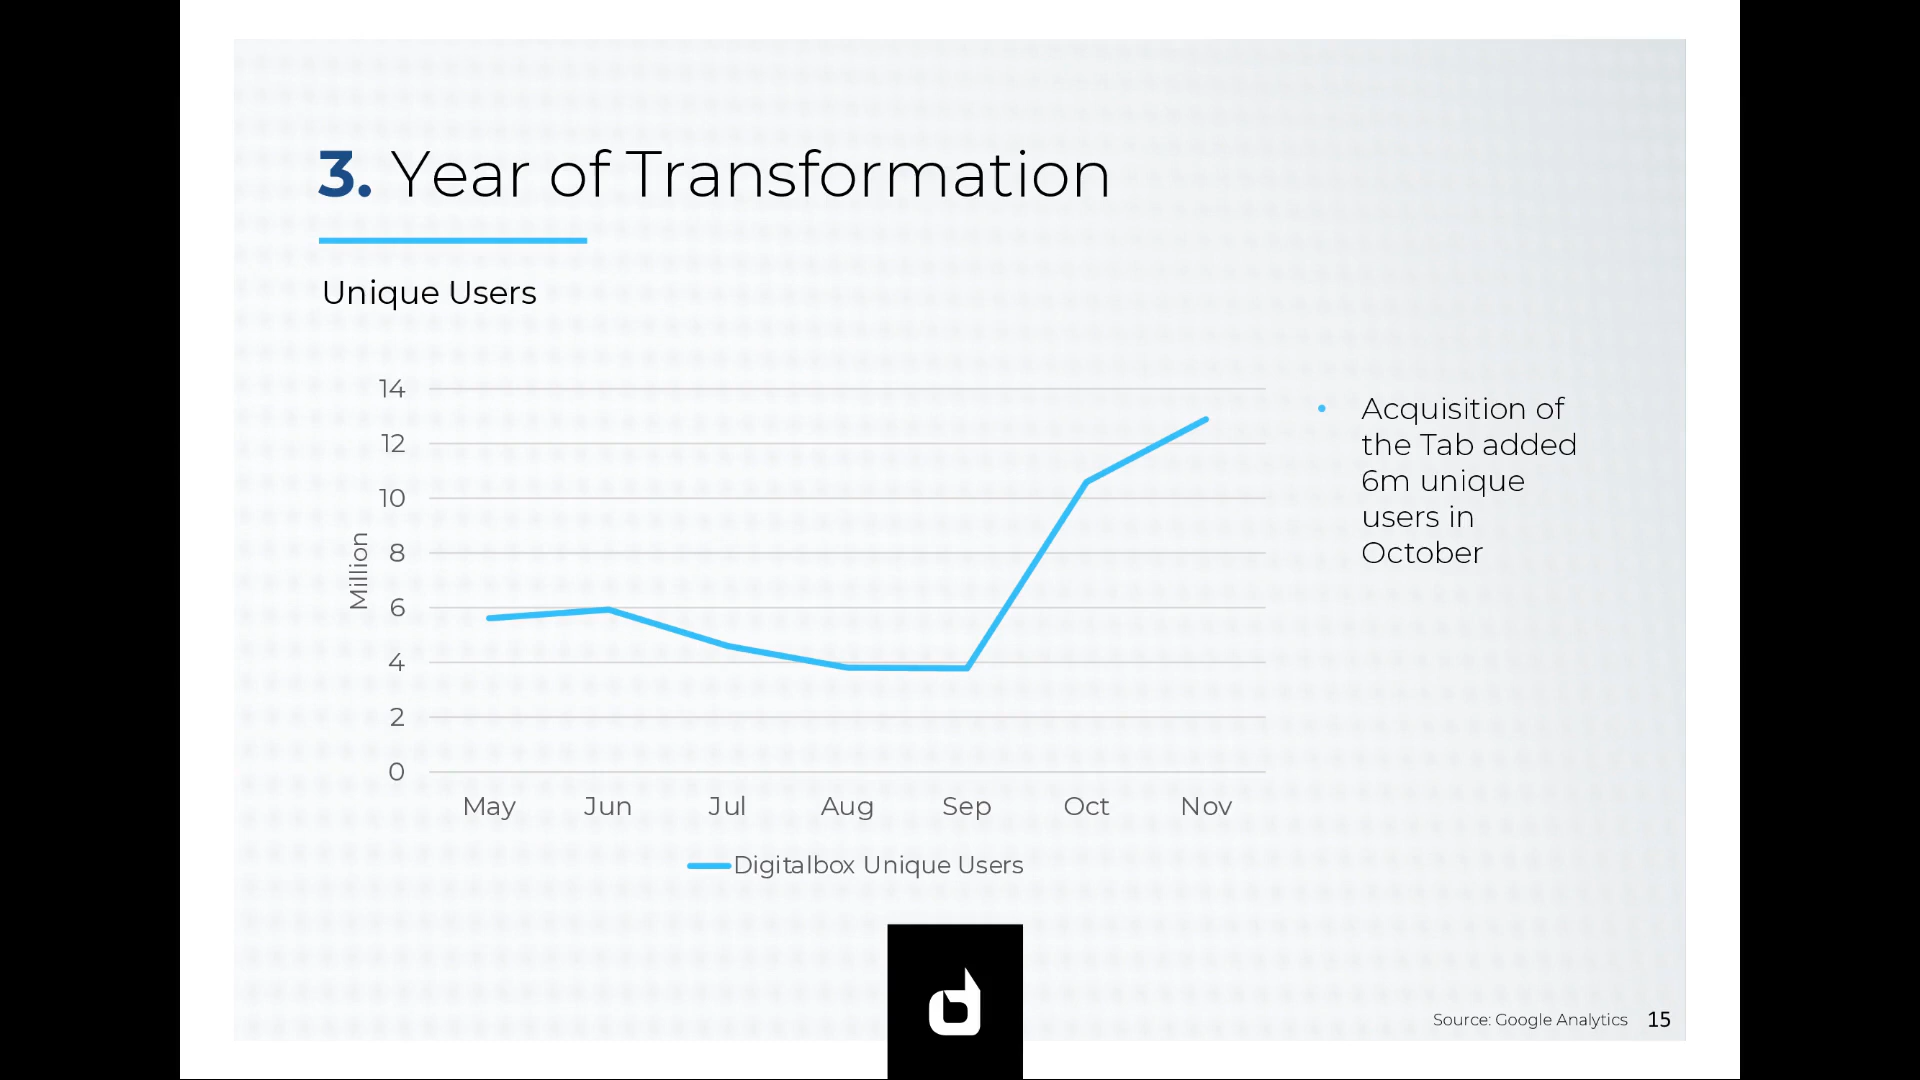 3. Year of Transformation
Unique Users
14
12
10
8
6
4
2
0
Million
May Jun Jul Aug Sep Oct Nov
Digitalbox Unique Users
• Acquisition of
the Tab added
6m unique
users in
October
Source: Google Analytics 15